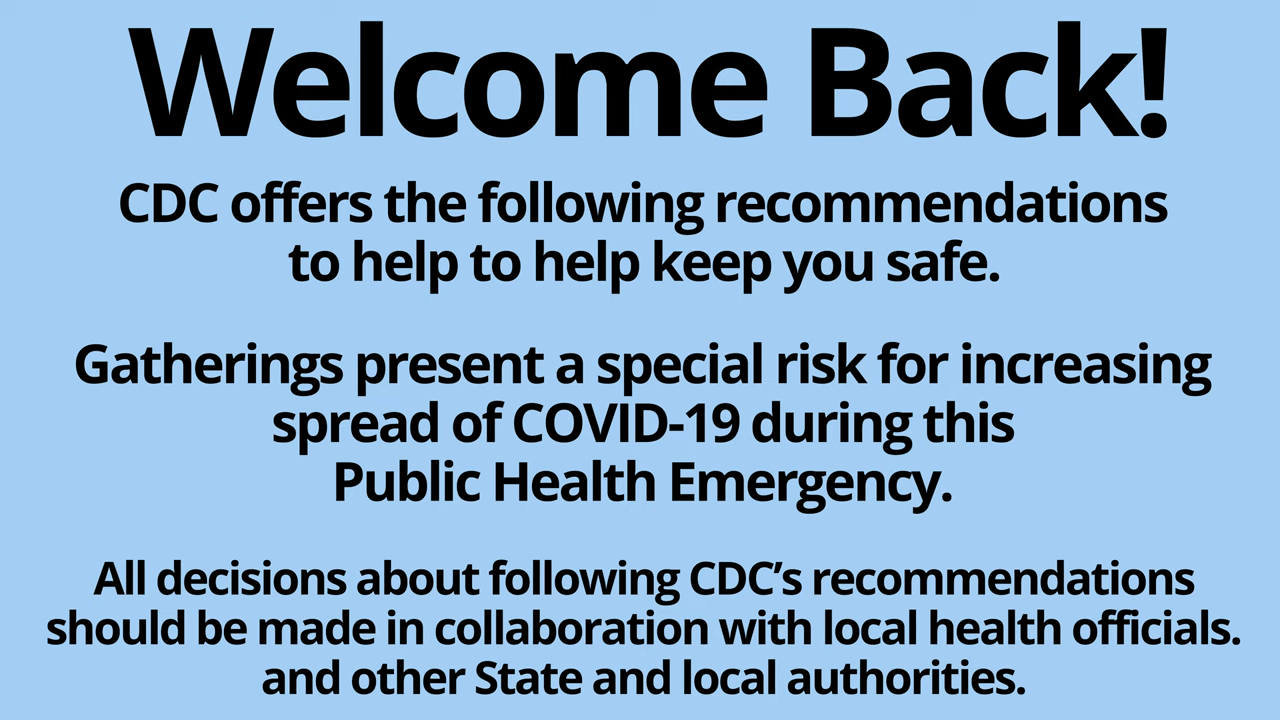 Welcome Back!
CDC offers the following recommendations
to help to help keep you safe.
Gatherings present a special risk for increasing
spread of COVID-19 during this
Public Health Emergency.
All decisions about following CDC’s recommendations
should be made in collaboration with local health officials.
and other State and local authorities.